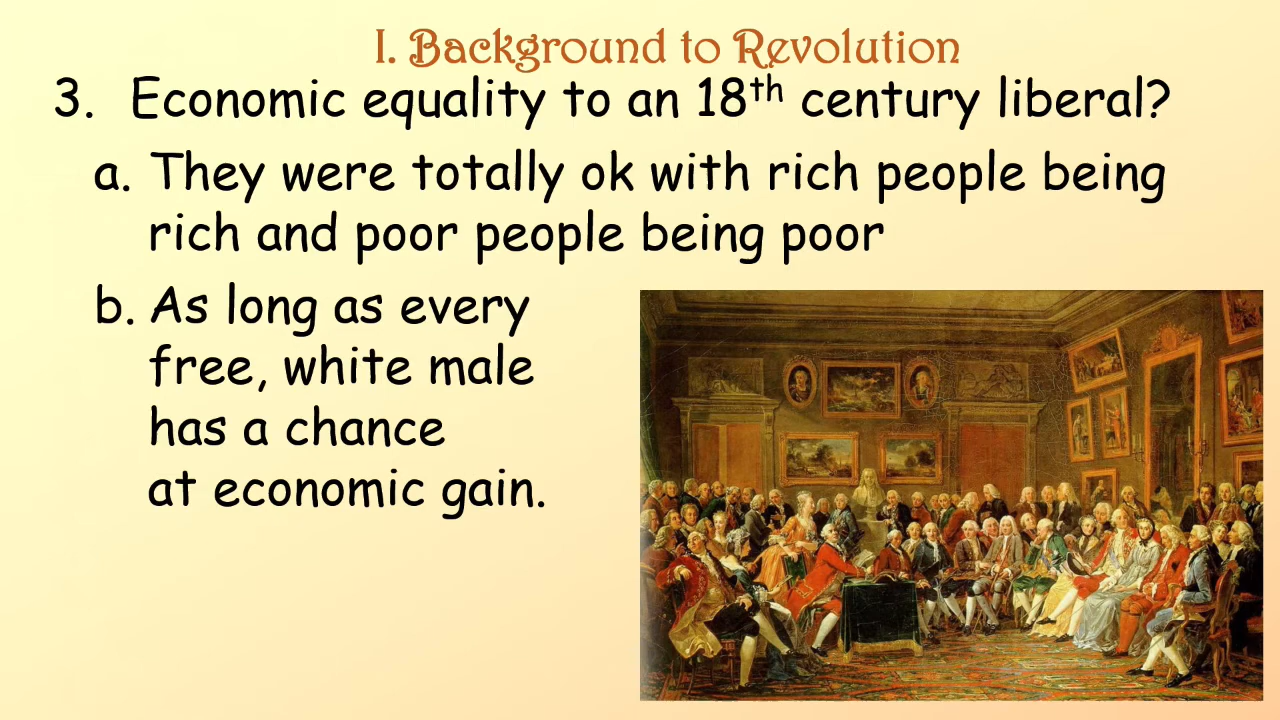 I. Background to Revolution
3. Economic equality to an 18th century liberal?
a. They were totally ok with rich people being
rich and poor people being poor
b. As long as every
free, white male
has a chance
at economic gain.